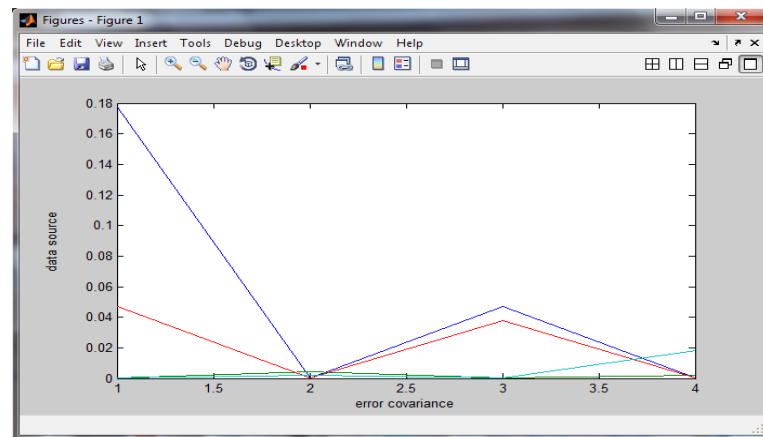 Figures - Figure 1
File Edit View Insert Tools Debug Desktop Window Help
0.18
0.16
0.14
0.12
0.1
0.08
0.06
0.04
0.02
0
data source
1 1.5 2 2.5 3 3.5 4
error covariance